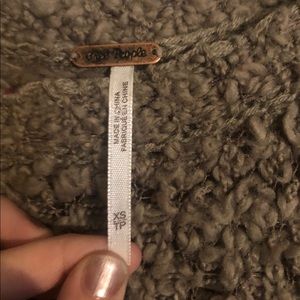 free people
MADE IN CHINA
FABRIQUÉ EN CHINE
XS
TP